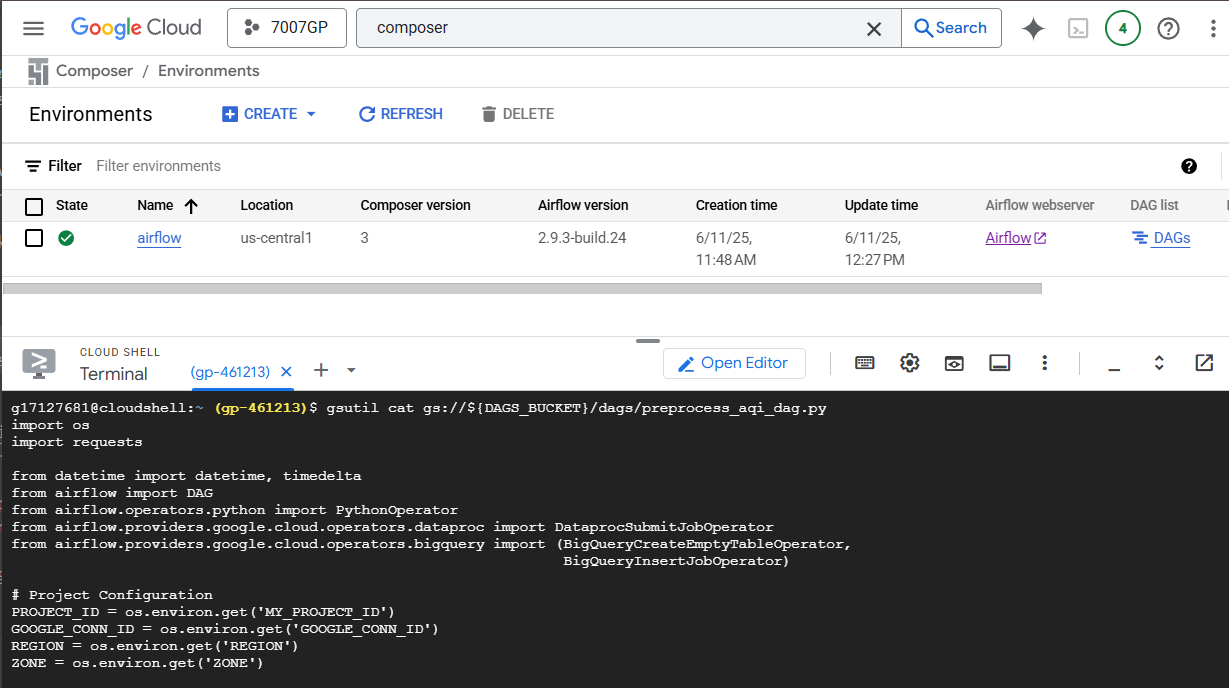 Google Cloud
7007GP
composer
Search
4
Composer / Environments
Environments
CREATE
REFRESH
DELETE
Filter Filter environments
State Name Location Composer version Airflow version Creation time Update time Airflow webserver DAG list
airflow us-central1 3 2.9.3-build.24 6/11/25, 6/11/25, Airflow DAGs
11:48 AM 12:27 PM
CLOUD SHELL
Terminal
(gp-461213)
Open Editor
g17127681@cloudshell:~ (gp-461213)$ gsutil cat gs://${DAGS_BUCKET}/dags/preprocess_aqi_dag.py
import os
import requests
from datetime import datetime, timedelta
from airflow import DAG
from airflow.operators.python import PythonOperator
from airflow.providers.google.cloud.operators.dataproc import DataprocSubmitJobOperator
from airflow.providers.google.cloud.operators.bigquery import (BigQueryCreateEmptyTableOperator,
BigQueryInsertJobOperator)
# Project Configuration
PROJECT_ID = os.environ.get('MY_PROJECT_ID')
GOOGLE_CONN_ID = os.environ.get('GOOGLE_CONN_ID')
REGION = os.environ.get('REGION')
ZONE = os.environ.get('ZONE')